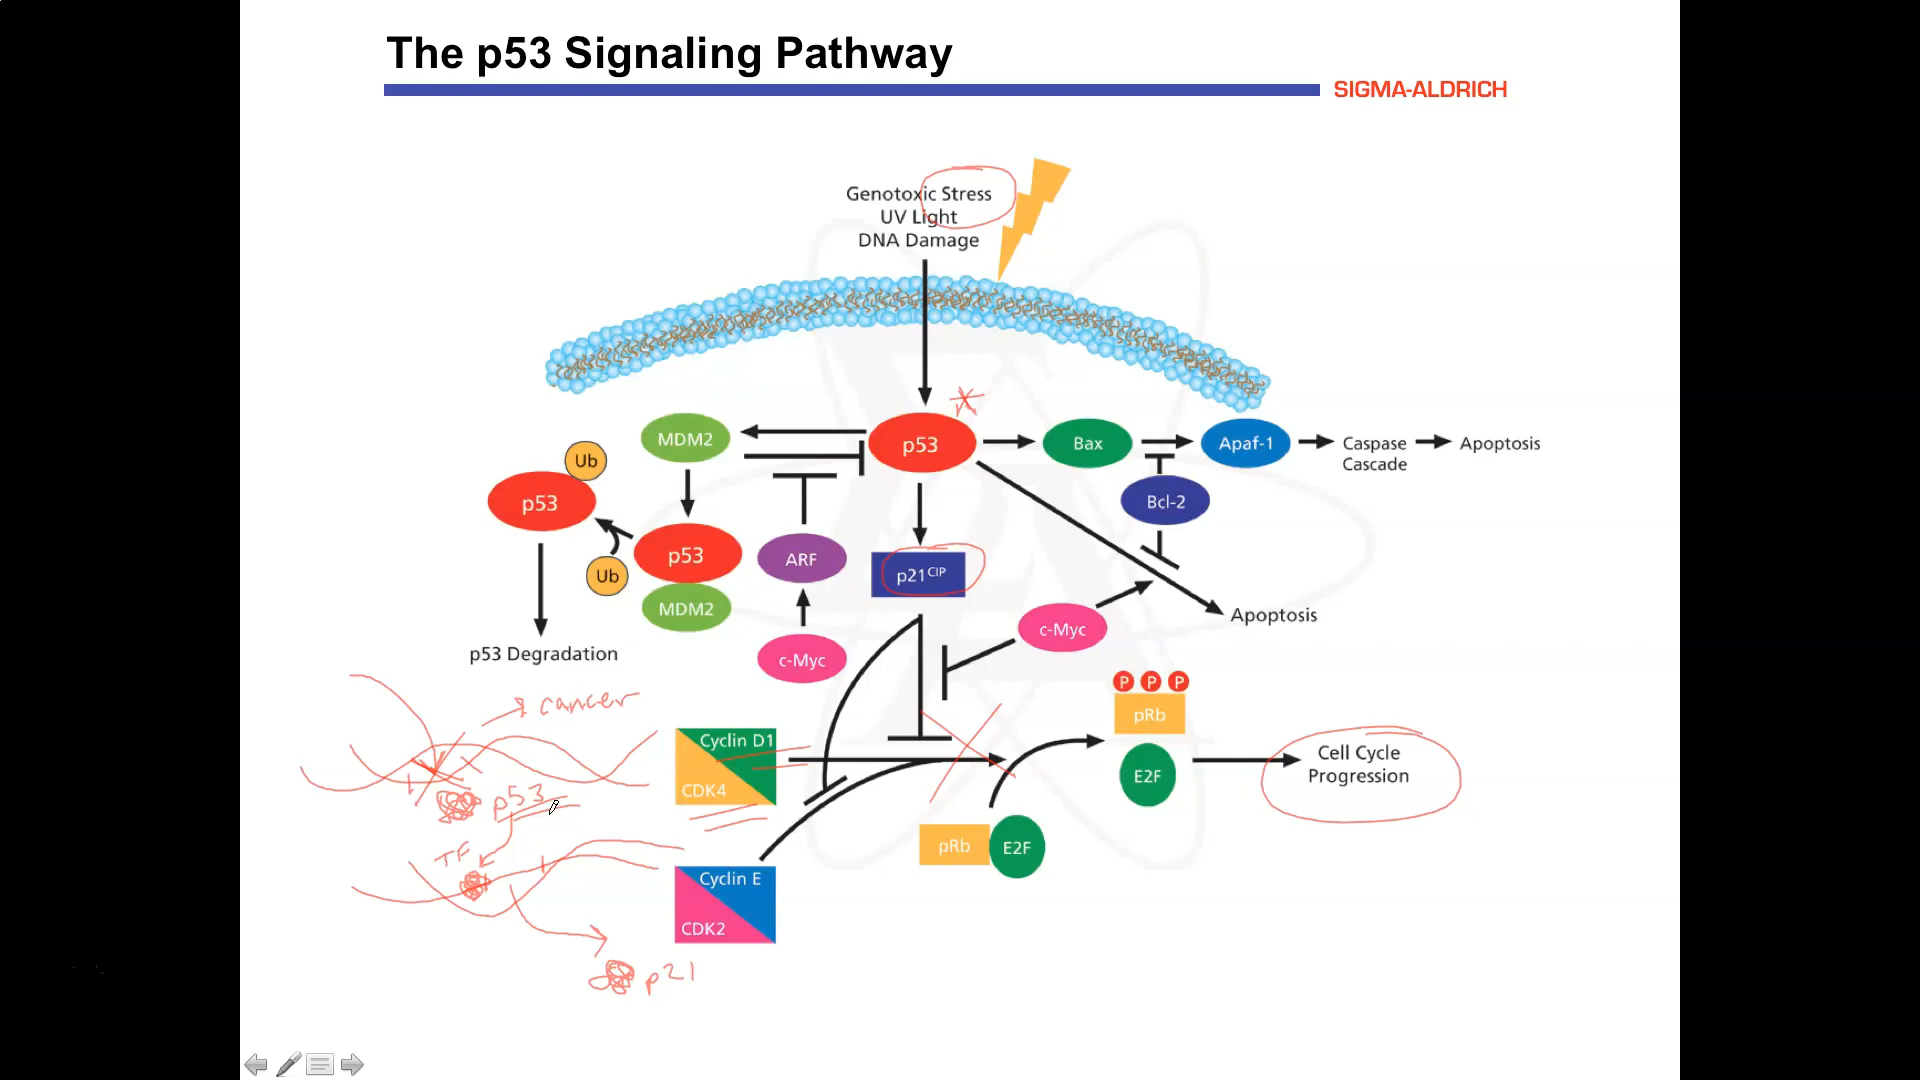 The p53 Signaling Pathway
SIGMA-ALDRICH
Genotoxic Stress
UV Light
DNA Damage
MDM2
p53
Bax
Apaf-1
Caspase
Cascade
Apoptosis
Ub
p53
Bcl-2
p53
ARF
p21CIP
Ub
MDM2
Apoptosis
c-Myc
p53 Degradation
c-Myc
P P P
pRb
cancer
Cyclin D1
CDK4
Cell Cycle
Progression
E2F
p53
pRb
E2F
TF
Cyclin E
CDK2
p21